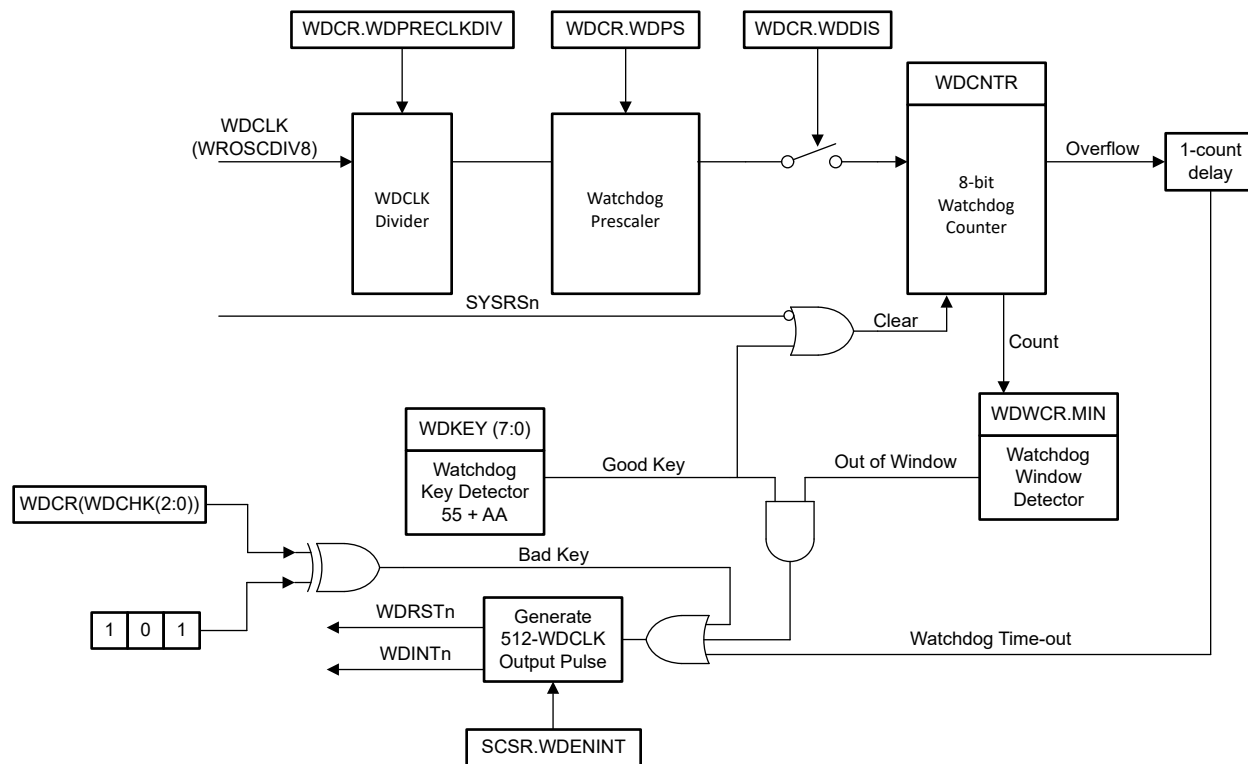 WDCR.WDPRECLKDIV
WDCR.WDPS
WDCR.WDDIS
WDCNTR
WDCLK
(WROSCDIV8)
Overflow
1-count
delay
WDCLK
Divider
Watchdog
Prescaler
8-bit
Watchdog
Counter
SYSRSn
Clear
Count
WDKEY (7:0)
Watchdog
Key Detector
55 + AA
Good Key
Out of Window
WDWCR.MIN
Watchdog
Window
Detector
WDCR(WDCHK(2:0))
Bad Key
1 0 1
WDRSTn
WDINTn
Generate
512-WDCLK
Output Pulse
Watchdog Time-out
SCSR.WDENINT